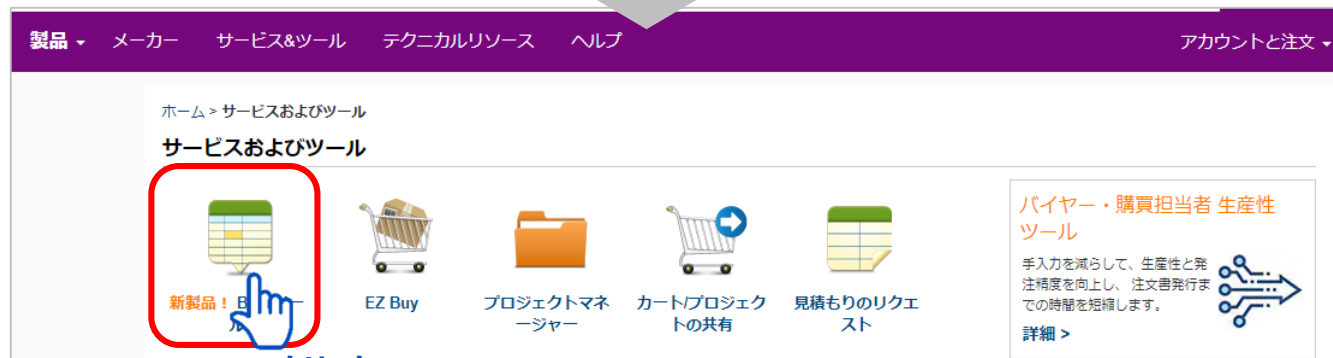 製品 メーカー サービス&ツール テクニカルリソース ヘルプ アカウントと注文
ホーム > サービスおよびツール
サービスおよびツール
新製品！
EZ Buy
プロジェクトマネ
ージャー
カート/プロジェク
トの共有
見積もりのリクエ
スト
バイヤー・購買担当者 生産性
ツール
手入力を減らして、生産性と発
注精度を向上し、 注文書発行ま
での時間を短縮します。
詳細 >